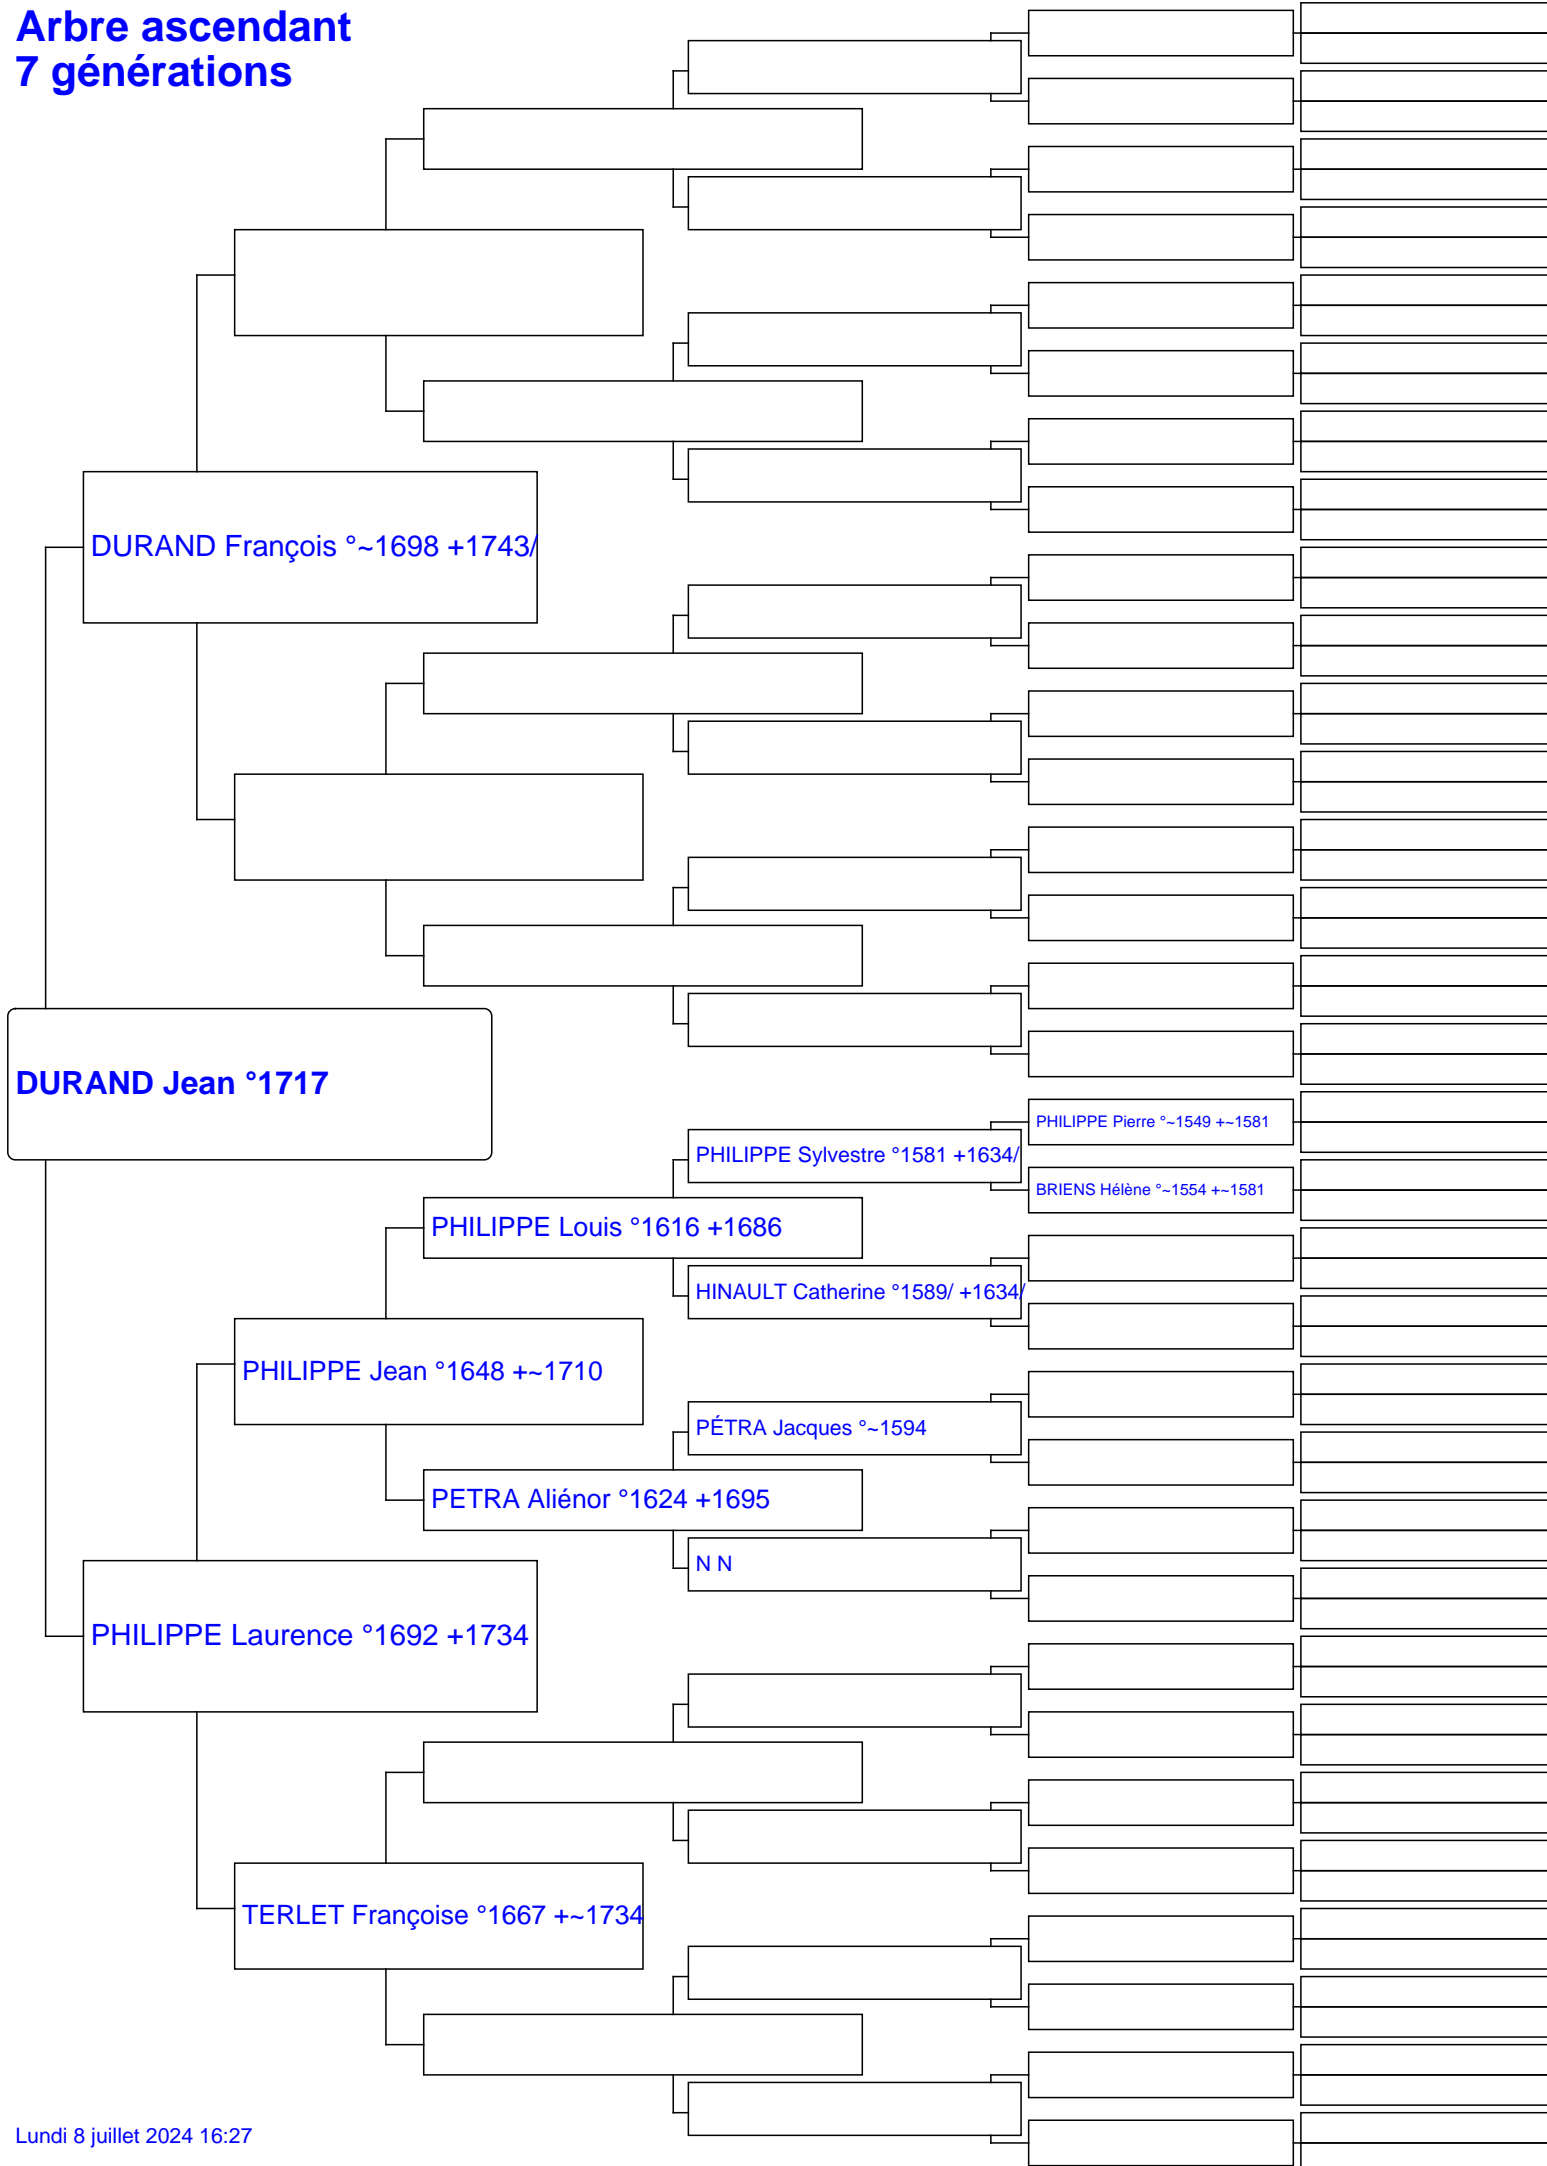 Arbre ascendant
7 générations
DURAND François °~1698 +1743/
DURAND Jean °1717
PHILIPPE Pierre °~1549 +~1581
PHILIPPE Sylvestre °1581 +1634/
BRIENS Hélène °~1554 +~1581
PHILIPPE Louis °1616 +1686
HINAULT Catherine °1589/ +1634/
PHILIPPE Jean °1648 +~1710
PÉTRA Jacques °~1594
PETRA Aliénor °1624 +1695
N N
PHILIPPE Laurence °1692 +1734
TERLET Françoise °1667 +~1734
Lundi 8 juillet 2024 16:27